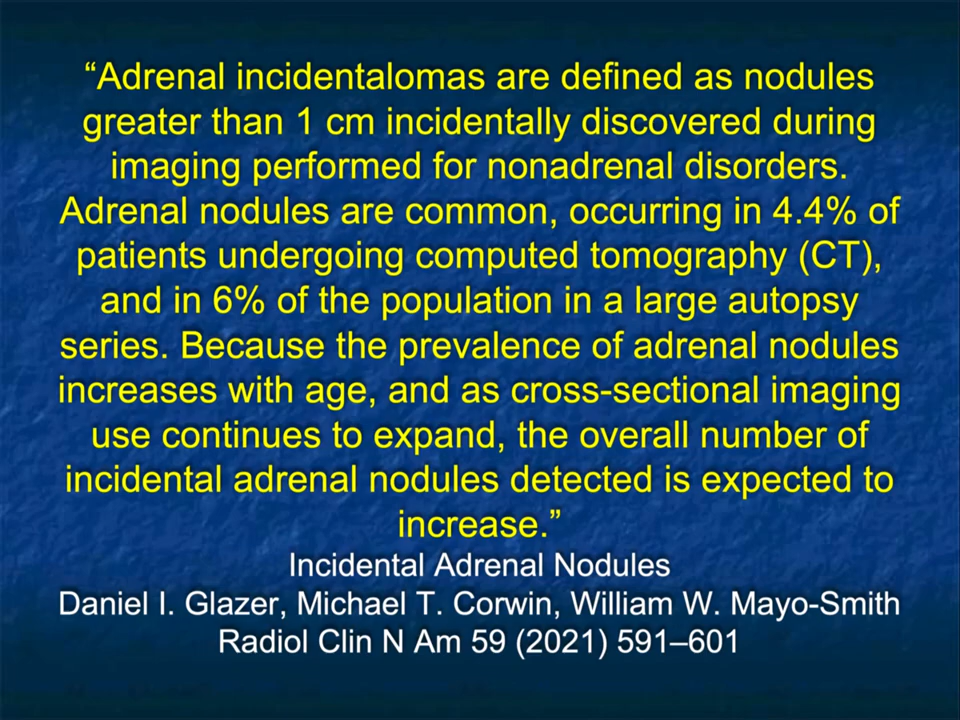 “Adrenal incidentalomas are defined as nodules
greater than 1 cm incidentally discovered during
imaging performed for nonadrenal disorders.
Adrenal nodules are common, occurring in 4.4% of
patients undergoing computed tomography (CT),
and in 6% of the population in a large autopsy
series. Because the prevalence of adrenal nodules
increases with age, and as cross-sectional imaging
use continues to expand, the overall number of
incidental adrenal nodules detected is expected to
increase.”
Incidental Adrenal Nodules
Daniel I. Glazer, Michael T. Corwin, William W. Mayo-Smith
Radiol Clin N Am 59 (2021) 591–601